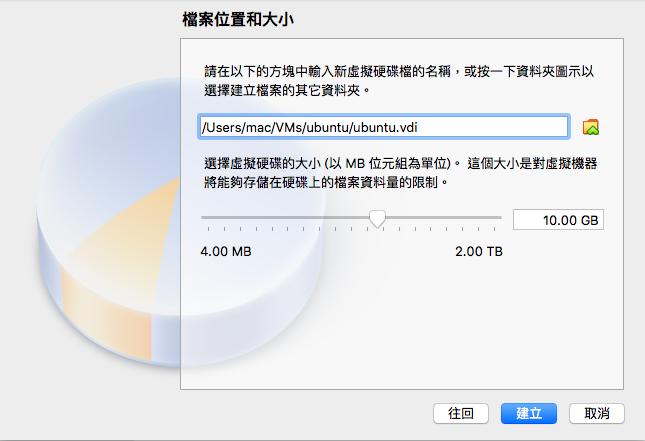 檔案位置和大小
請在以下的方塊中輸入新虛擬硬碟檔的名稱，或按一下資料夾圖示以
選擇建立檔案的其它資料夾。
/Users/mac/VMs/ubuntu/ubuntu.vdi
選擇虛擬硬碟的大小 (以 MB 位元組為單位)。 這個大小是對虛擬機器
將能夠存儲在硬碟上的檔案資料量的限制。
10.00 GB
4.00 MB 2.00 TB
往回 建立 取消